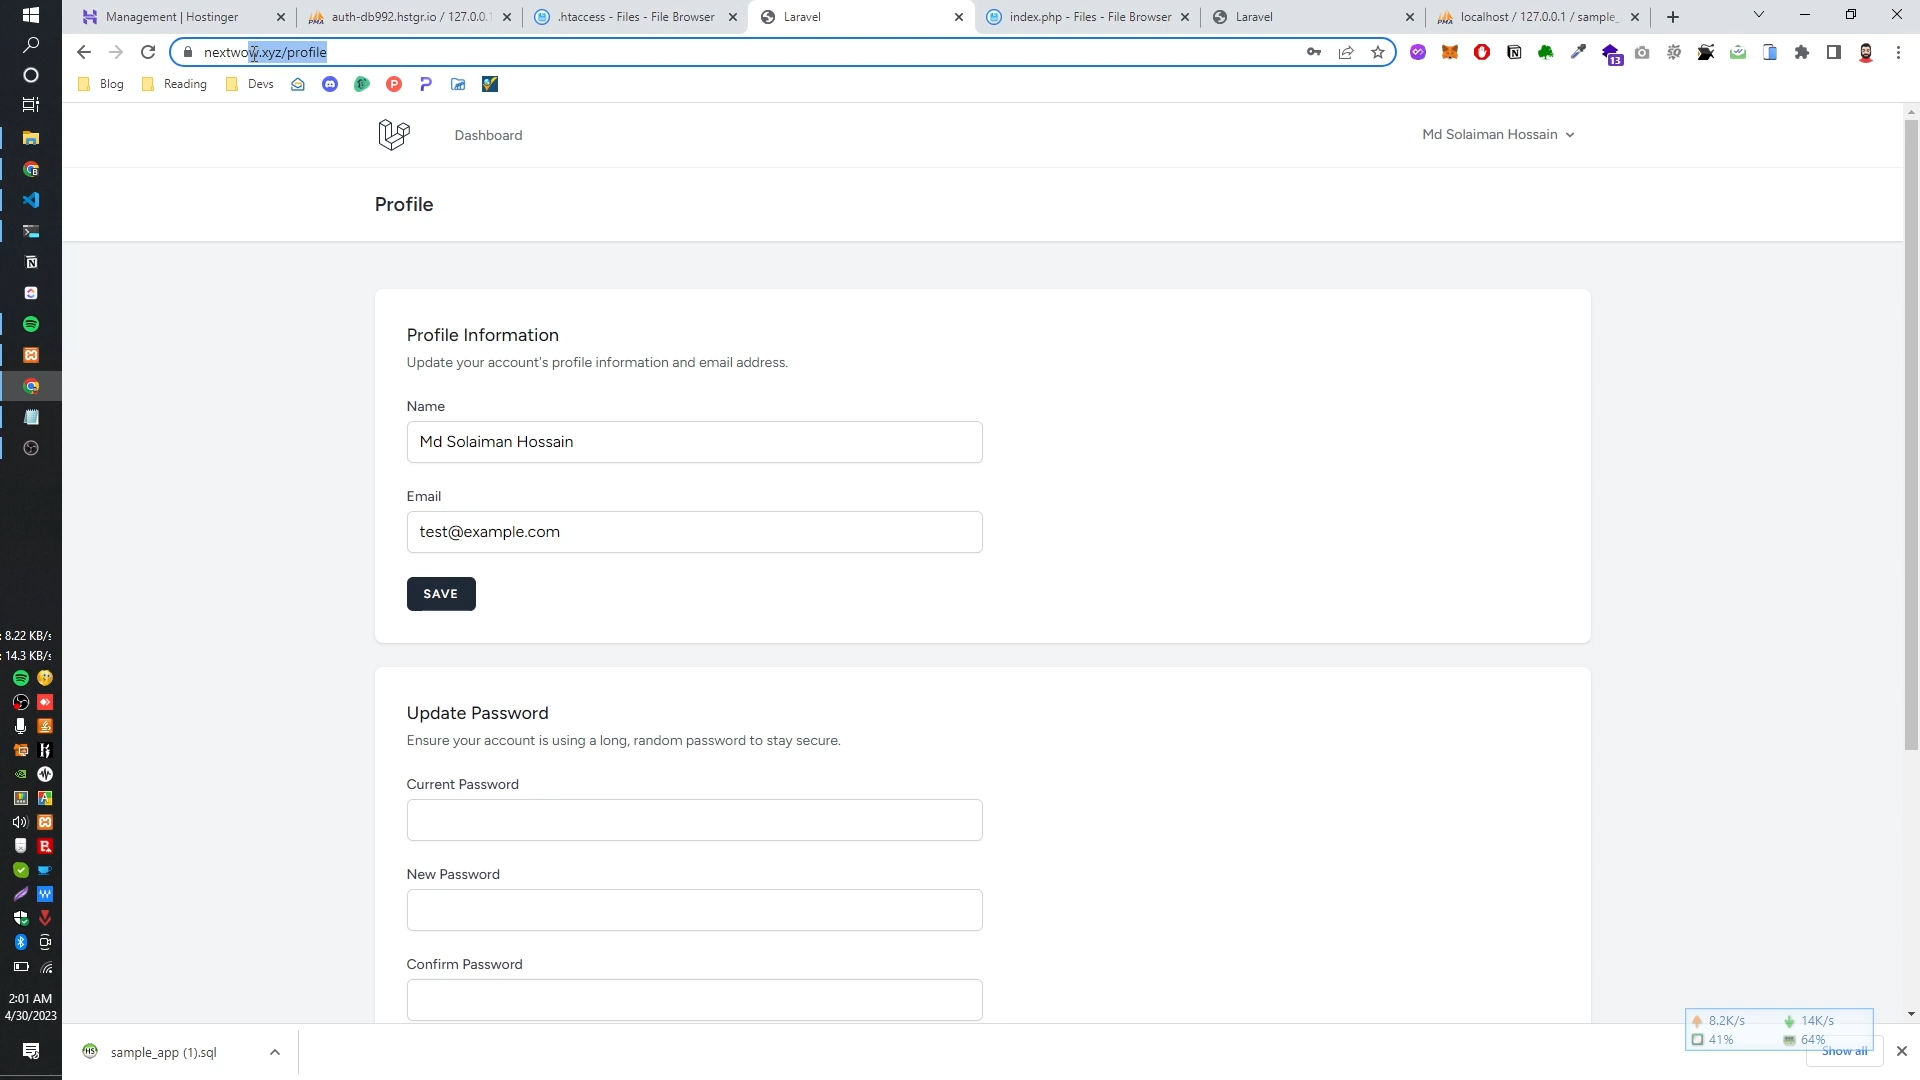 Management | Hostinger
auth-db992.hstgr.io / 127.0.0.1
.htaccess - Files - File Browser
Laravel
index.php - Files - File Browser
Laravel
localhost / 127.0.0.1 / sample_
nextwow.xyz/profile
13
Blog
Reading
Devs
Dashboard
Md Solaiman Hossain
Profile
Profile Information
Update your account's profile information and email address.
Name
Md Solaiman Hossain
Email
test@example.com
SAVE
Update Password
Ensure your account is using a long, random password to stay secure.
Current Password
New Password
Confirm Password
: 8.22 KB/s
: 14.3 KB/s
2:01 AM
4/30/2023
sample_app (1).sql
8.2K/s 14K/s
41% 64%
Show all